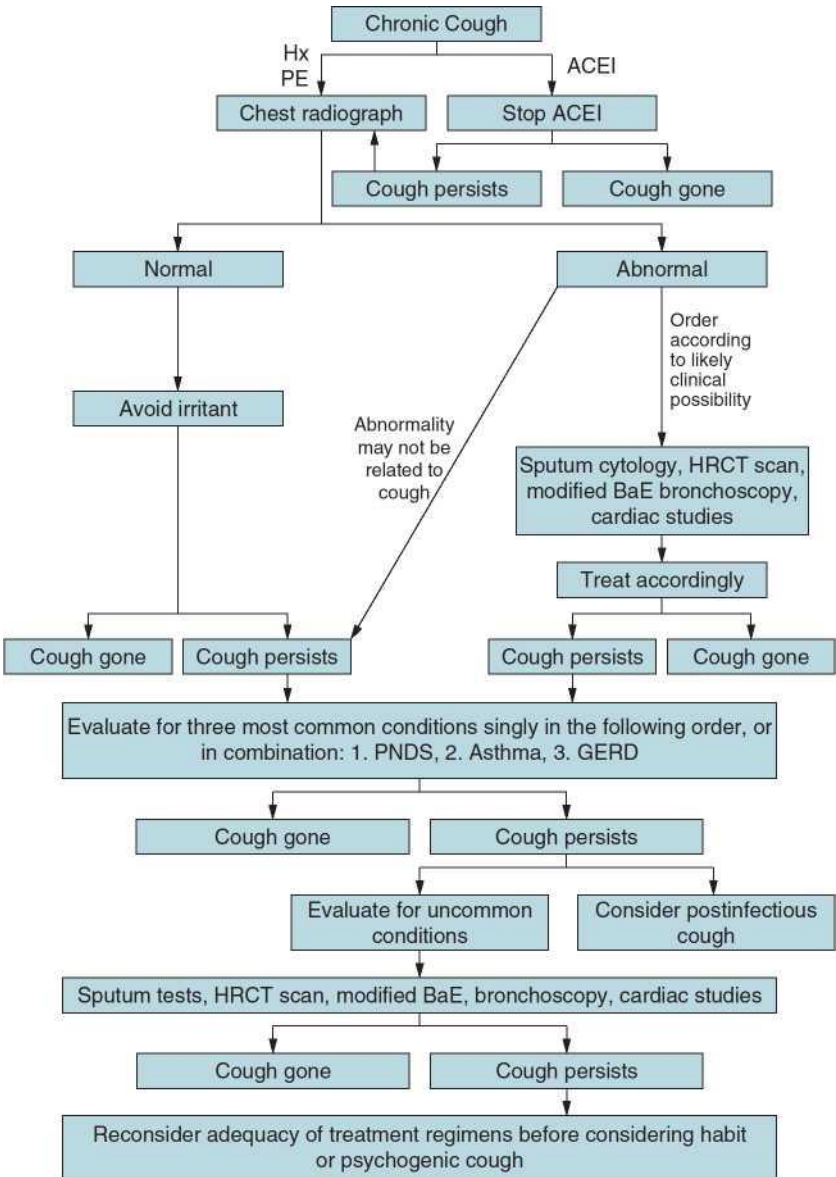 Chronic Cough
Hx
PE
ACEI
Chest radiograph
Stop ACEI
Cough persists
Cough gone
Normal
Abnormal
Order
according
to likely
clinical
possibility
Avoid irritant
Abnormality
may not be
related to
cough
Sputum cytology, HRCT scan,
modified BaE bronchoscopy,
cardiac studies
Treat accordingly
Cough gone
Cough persists
Cough persists
Cough gone
Evaluate for three most common conditions singly in the following order, or
in combination: 1. PNDS, 2. Asthma, 3. GERD
Cough gone
Cough persists
Evaluate for uncommon
conditions
Consider postinfectious
cough
Sputum tests, HRCT scan, modified BaE, bronchoscopy, cardiac studies
Cough gone
Cough persists
Reconsider adequacy of treatment regimens before considering habit
or psychogenic cough